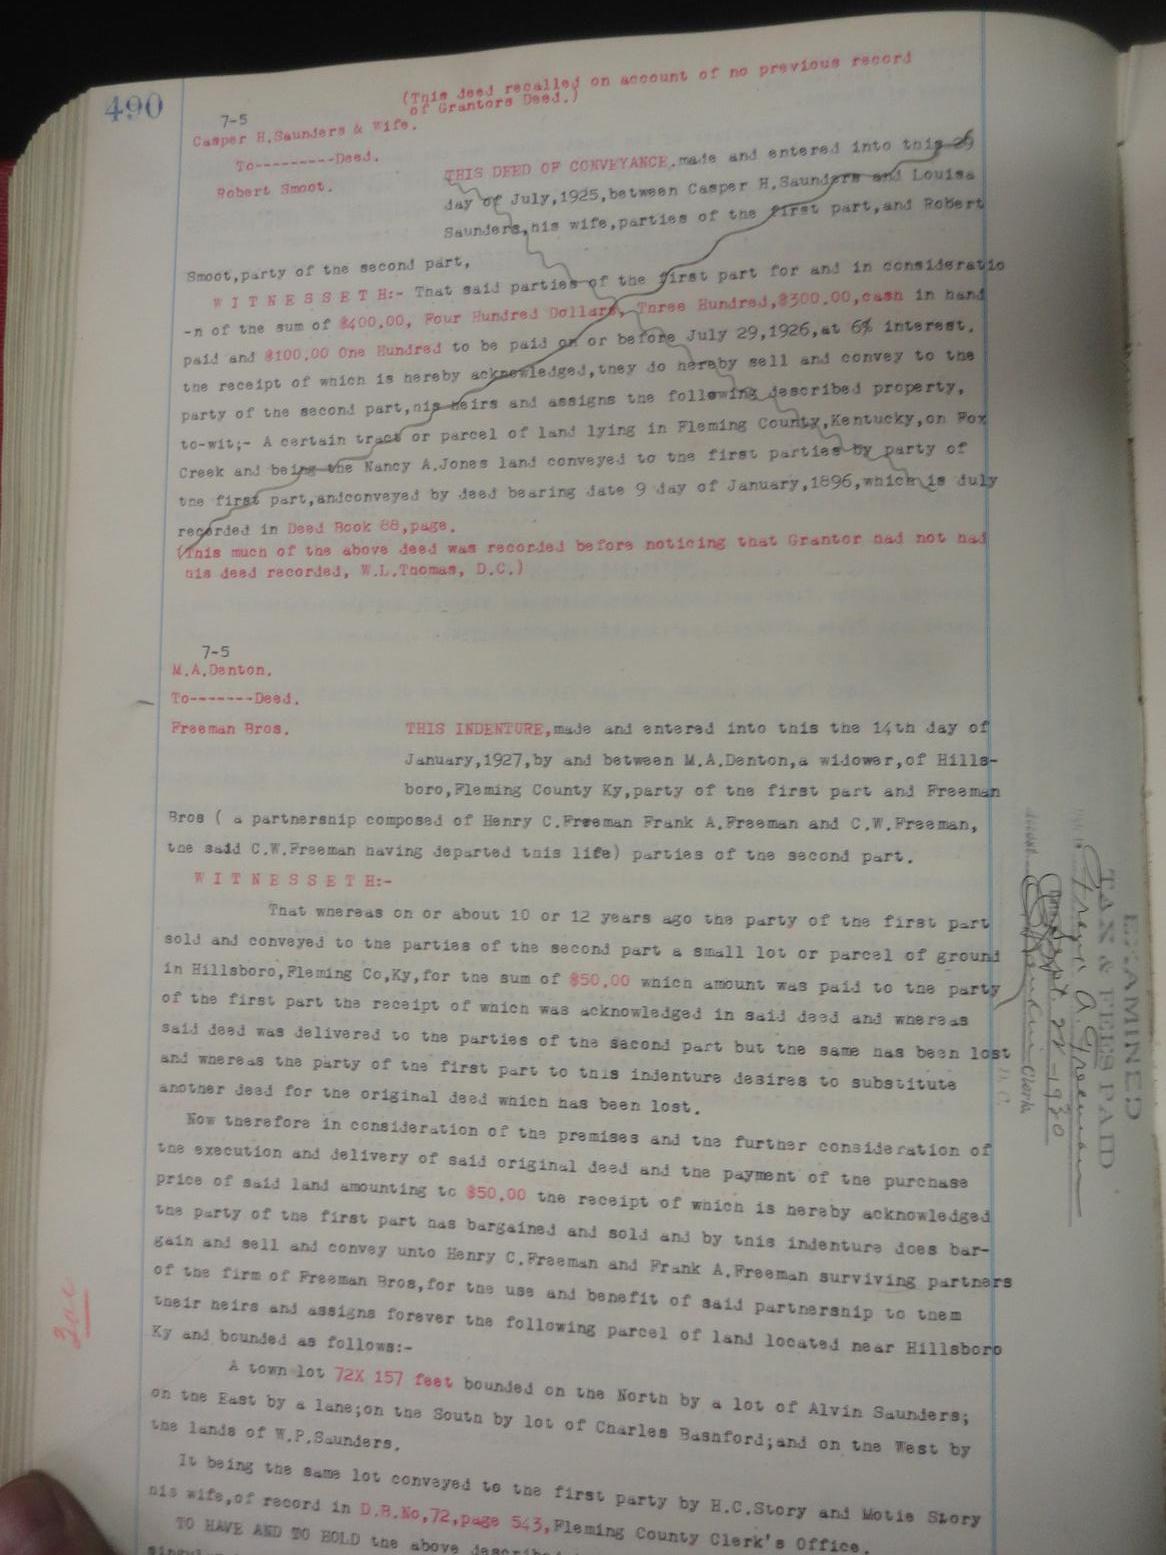 490
(This deed recalled on account of no previous record
of Grantors Deed.)
7-5
Casper H.Saunders & Wife.
To---------Deed.
Robert Smoot.
THIS DEED OF CONVEYANCE,made and entered into this 29
day of July,1925,between Casper H.Saunders and Louisa
Saunders,his wife,parties of the first part,and Robert
Smoot,party of the second part,
W I T N E S S E T H:- That said parties of the first part for and in consideratio
-n of the sum of $400.00, Four Hundred Dollars, Three Hundred,$300.00,cash in hand
paid and $100.00 One Hundred to be paid on or before July 29,1926,at 6% interest.
the receipt of which is hereby acknowledged,they do hereby sell and convey to the
party of the second part,his heirs and assigns the following described property,
to-wit;- A certain tract or parcel of land lying in Fleming County,Kentucky,on Fox
Creek and being the Nancy A.Jones land conveyed to the first parties by party of
the first part,andconveyed by deed bearing date 9 day of January,1896,which is duly
recorded in Deed Book 88,page.
(This much of the above deed was recorded before noticing that Grantor had not had
his deed recorded, W.L.Thomas, D.C.)
7-5
M.A.Denton.
To-------Deed.
Freeman Bros.
THIS INDENTURE,made and entered into this the 14th day of
January,1927,by and between M.A.Denton,a widower,of Hills-
boro,Fleming County Ky,party of the first part and Freeman
Bros ( a partnership composed of Henry C.Freeman Frank A.Freeman and C.W.Freeman,
the said C.W.Freeman having departed this life) parties of the second part.
W I T N E S S E T H:-
That whereas on or about 10 or 12 years ago the party of the first part
sold and conveyed to the parties of the second part a small lot or parcel of ground
in Hillsboro,Fleming Co,Ky,for the sum of $50.00 which amount was paid to the party
of the first part the receipt of which was acknowledged in said deed and whereas
said deed was delivered to the parties of the second part but the same has been lost
and whereas the party of the first part to this indenture desires to substitute
another deed for the original deed which has been lost.
Now therefore in consideration of the premises and the further consideration of
the execution and delivery of said original deed and the payment of the purchase
price of said land amounting to $50.00 the receipt of which is hereby acknowledged
the party of the first part has bargained and sold and by this indenture does bar-
gain and sell and convey unto Henry C.Freeman and Frank A.Freeman surviving partners
of the firm of Freeman Bros,for the use and benefit of said partnership to them
their heirs and assigns forever the following parcel of land located near Hillsboro
Ky and bounded as follows:-
A town lot 72X 157 feet bounded on the North by a lot of Alvin Saunders;
on the East by a lane;on the South by lot of Charles Bashford;and on the West by
the lands of W.P.Saunders.
It being the same lot conveyed to the first party by H.C.Story and Motie Story
his wife,of record in D.B.No,72,page 543,Fleming County Clerk's Office.
TO HAVE AND TO HOLD the above
EXAMINED
TAX & FEES PAID
Frank A Freeman
Sept 1930
Clerk
D.C.